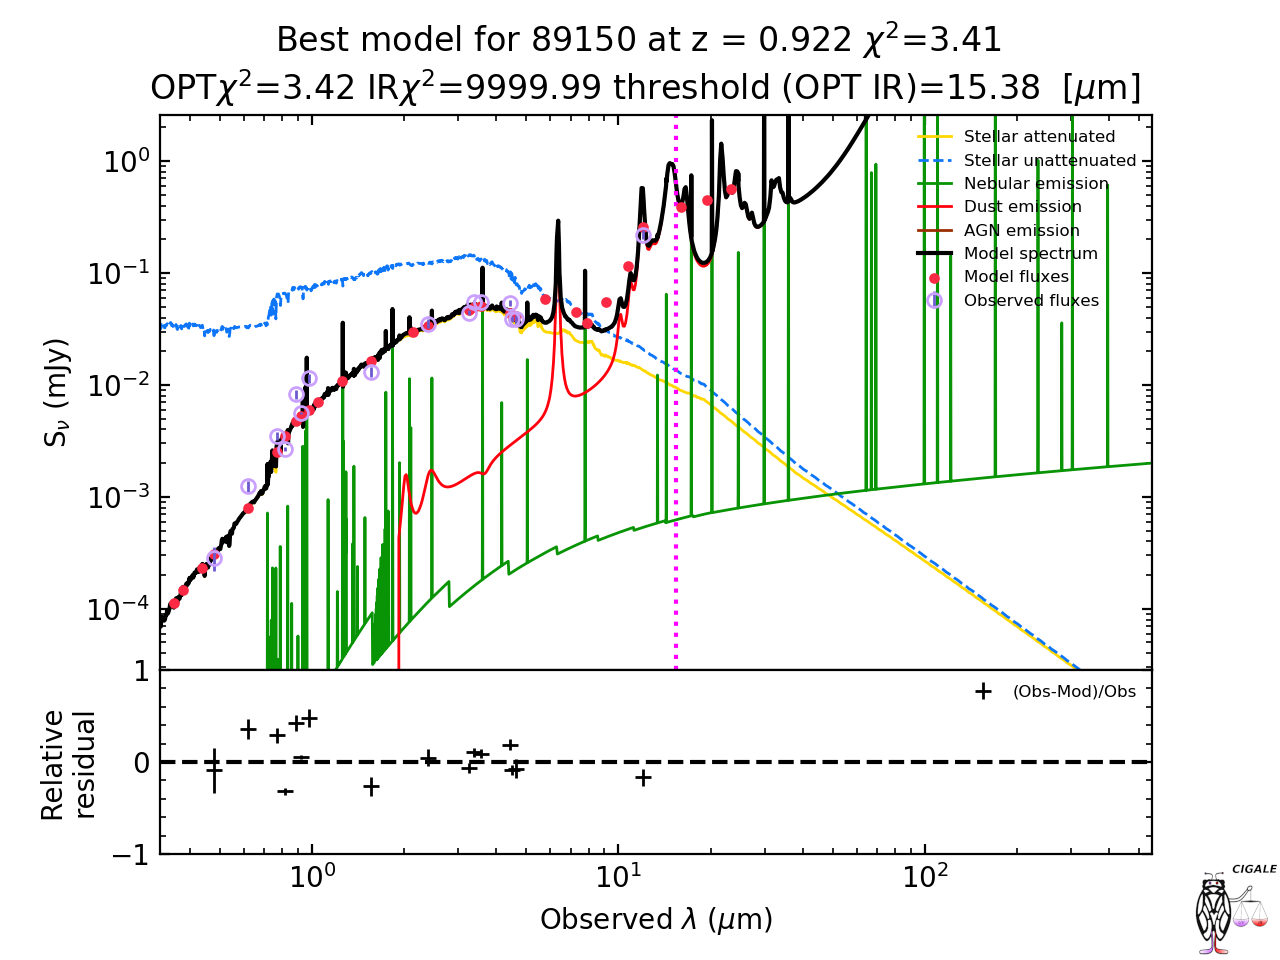 Best model for 89150 at z = 0.922 χ²=3.41
OPTχ²=3.42 IRχ²=9999.99 threshold (OPT IR)=15.38 [μm]
Stellar attenuated
Stellar unattenuated
Nebular emission
Dust emission
AGN emission
Model spectrum
Model fluxes
Observed fluxes
10⁰
10⁻¹
10⁻²
10⁻³
10⁻⁴
S_ν (mJy)
1
0
−1
Relative
residual
(Obs-Mod)/Obs
10⁰ 10¹ 10²
Observed λ (μm)
CIGALE